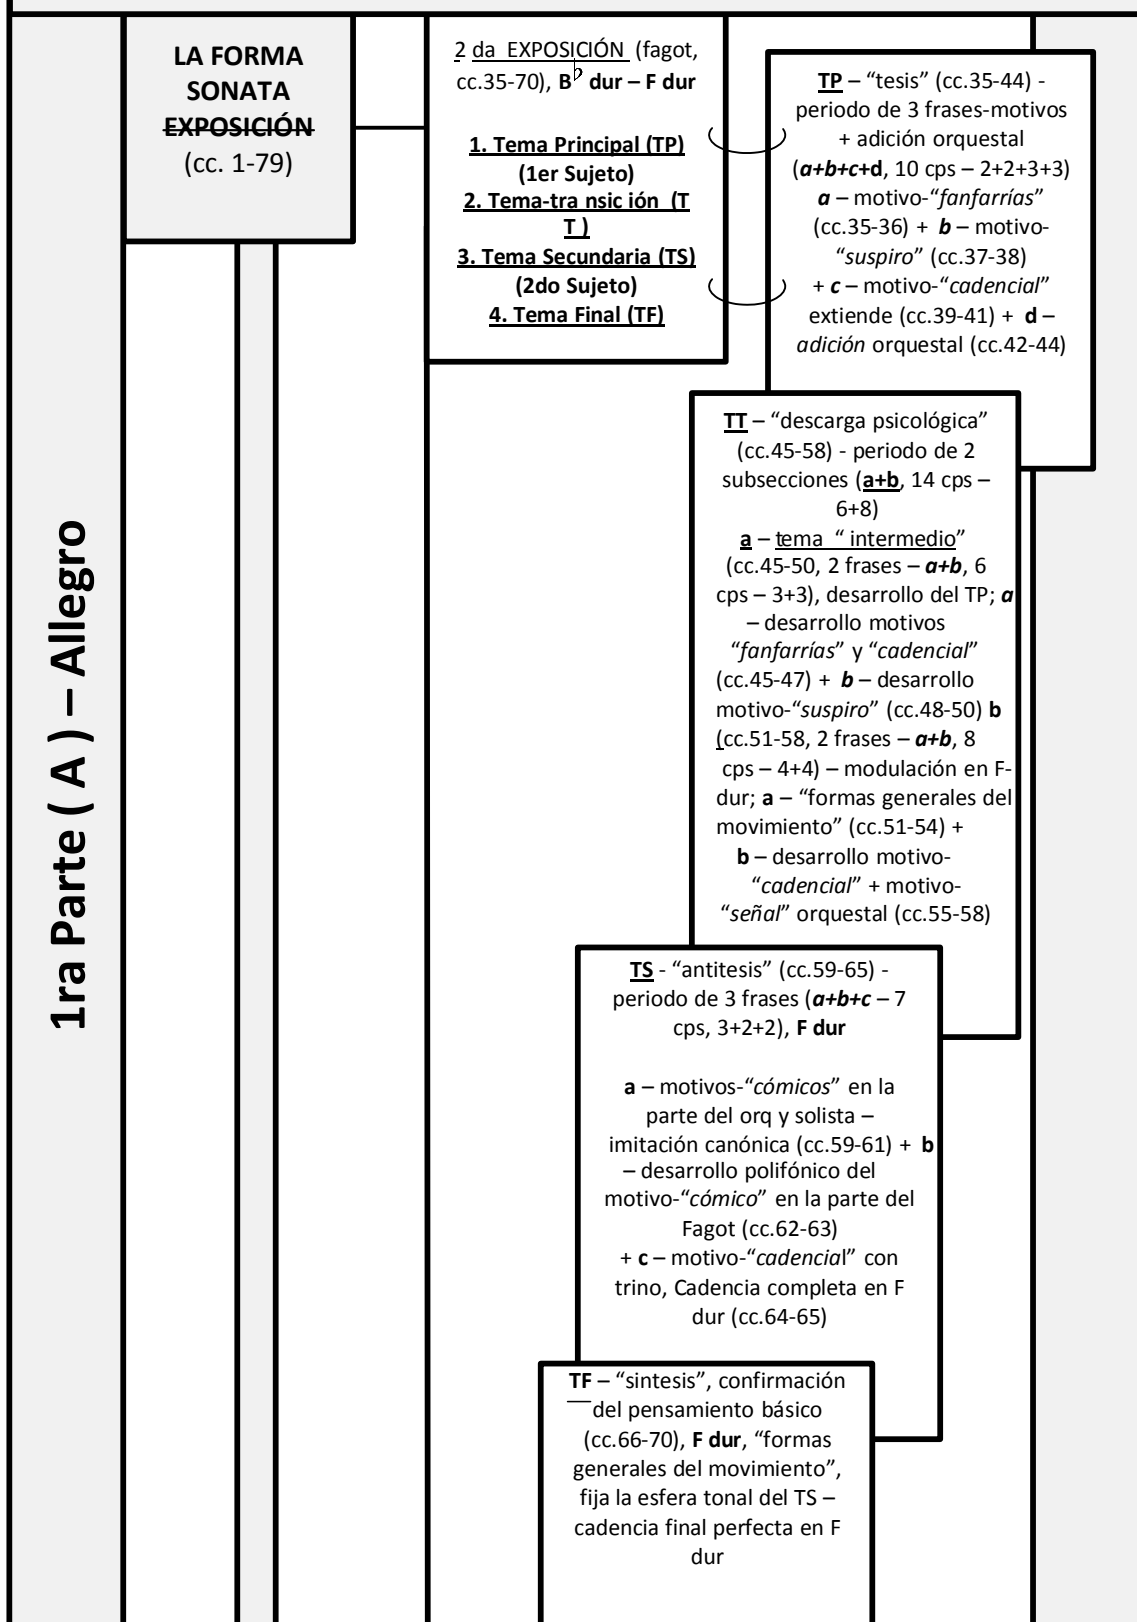 1ra Parte ( A ) – Allegro
LA FORMA
SONATA
EXPOSICIÓN
(cc. 1-79)
2 da EXPOSICIÓN (fagot,
cc.35-70), B♭ dur – F dur
1. Tema Principal (TP)
(1er Sujeto)
2. Tema-tra nsic ión (T
T )
3. Tema Secundaria (TS)
(2do Sujeto)
4. Tema Final (TF)
TP – “tesis” (cc.35-44) -
periodo de 3 frases-motivos
+ adición orquestal
(a+b+c+d, 10 cps – 2+2+3+3)
a – motivo-“fanfarrías”
(cc.35-36) + b – motivo-
“suspiro” (cc.37-38)
+ c – motivo-“cadencial”
extiende (cc.39-41) + d –
adición orquestal (cc.42-44)
TT – “descarga psicológica”
(cc.45-58) - periodo de 2
subsecciones (a+b, 14 cps –
6+8)
a – tema “ intermedio”
(cc.45-50, 2 frases – a+b, 6
cps – 3+3), desarrollo del TP; a
– desarrollo motivos
“fanfarrías” y “cadencial”
(cc.45-47) + b – desarrollo
motivo-“suspiro” (cc.48-50) b
(cc.51-58, 2 frases – a+b, 8
cps – 4+4) – modulación en F-
dur; a – “formas generales del
movimiento” (cc.51-54) +
b – desarrollo motivo-
“cadencial” + motivo-
“señal” orquestal (cc.55-58)
TS - “antitesis” (cc.59-65) -
periodo de 3 frases (a+b+c – 7
cps, 3+2+2), F dur
a – motivos-“cómicos” en la
parte del orq y solista –
imitación canónica (cc.59-61) + b
– desarrollo polifónico del
motivo-“cómico” en la parte del
Fagot (cc.62-63)
+ c – motivo-“cadencial” con
trino, Cadencia completa en F
dur (cc.64-65)
TF – “sintesis”, confirmación
del pensamiento básico
(cc.66-70), F dur, “formas
generales del movimiento”,
fija la esfera tonal del TS –
cadencia final perfecta en F
dur